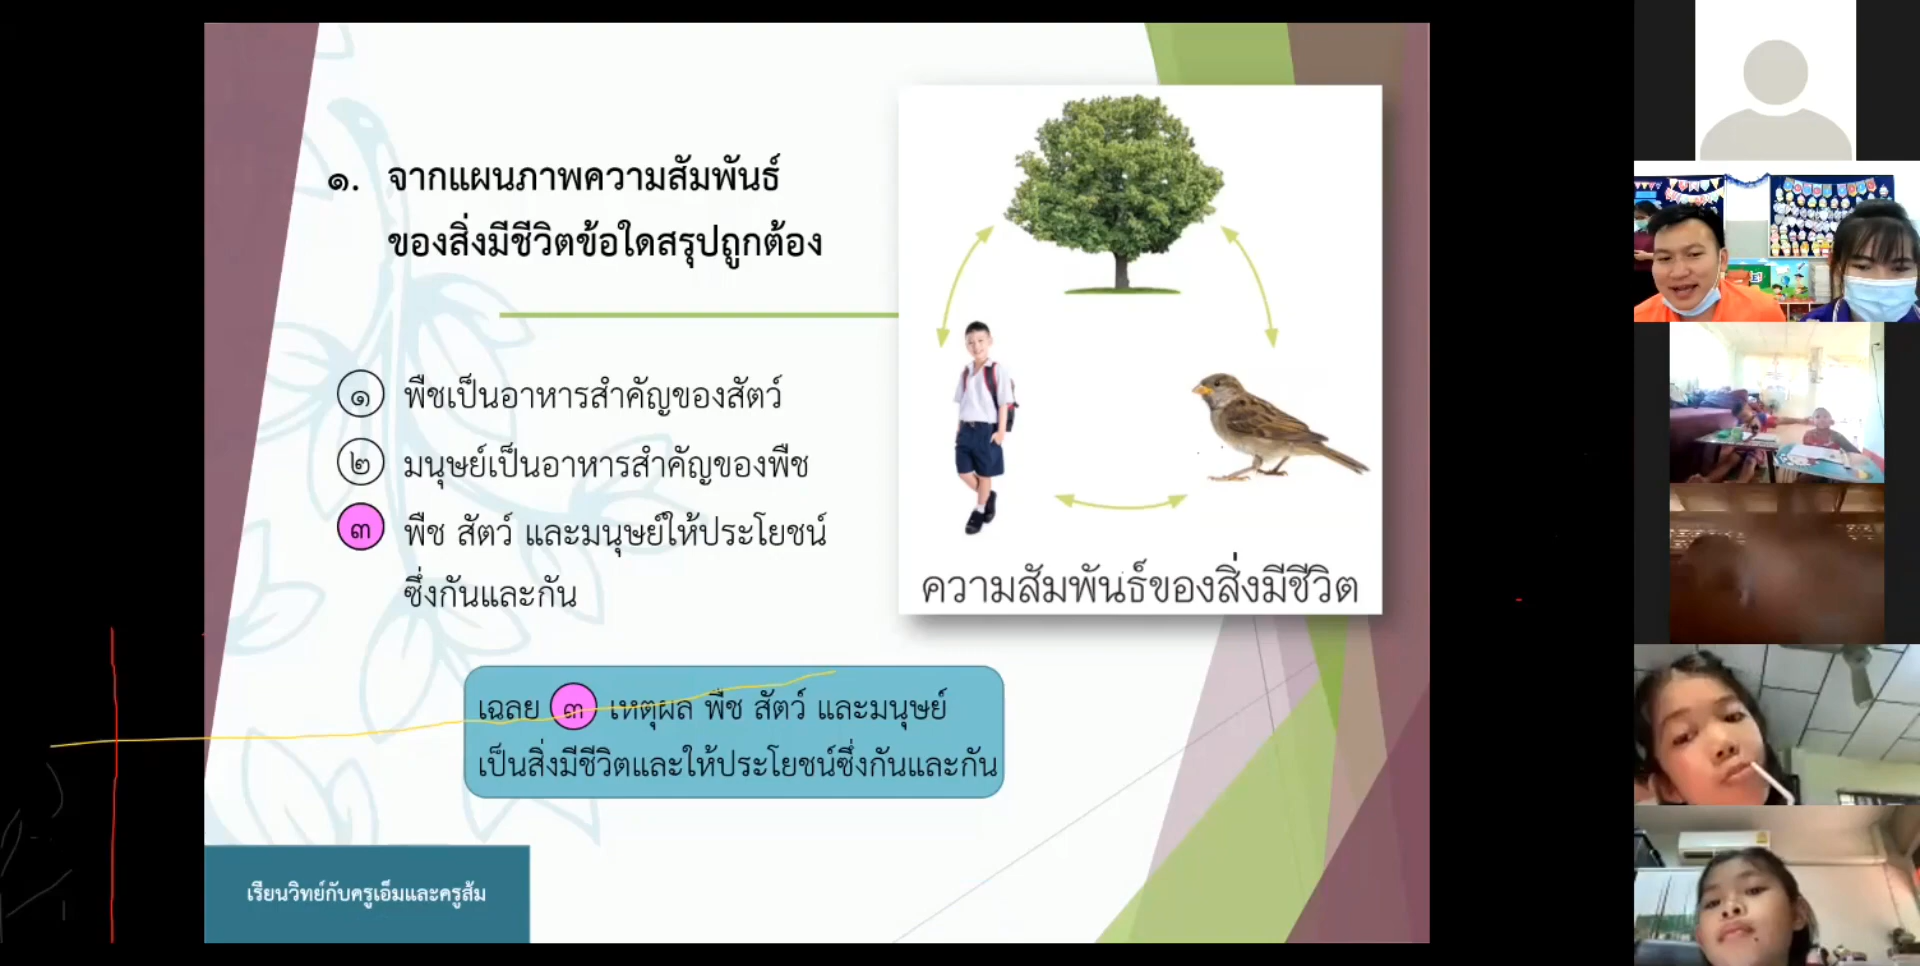 ๑. จากแผนภาพความสัมพันธ์
ของสิ่งมีชีวิตข้อใดสรุปถูกต้อง
๑ พืชเป็นอาหารสำคัญของสัตว์
๒ มนุษย์เป็นอาหารสำคัญของพืช
๓ พืช สัตว์ และมนุษย์ให้ประโยชน์
ซึ่งกันและกัน
ความสัมพันธ์ของสิ่งมีชีวิต
เฉลย ๓ เหตุผล พืช สัตว์ และมนุษย์
เป็นสิ่งมีชีวิตและให้ประโยชน์ซึ่งกันและกัน
เรียนวิทย์กับครูเอ็มและครูส้ม